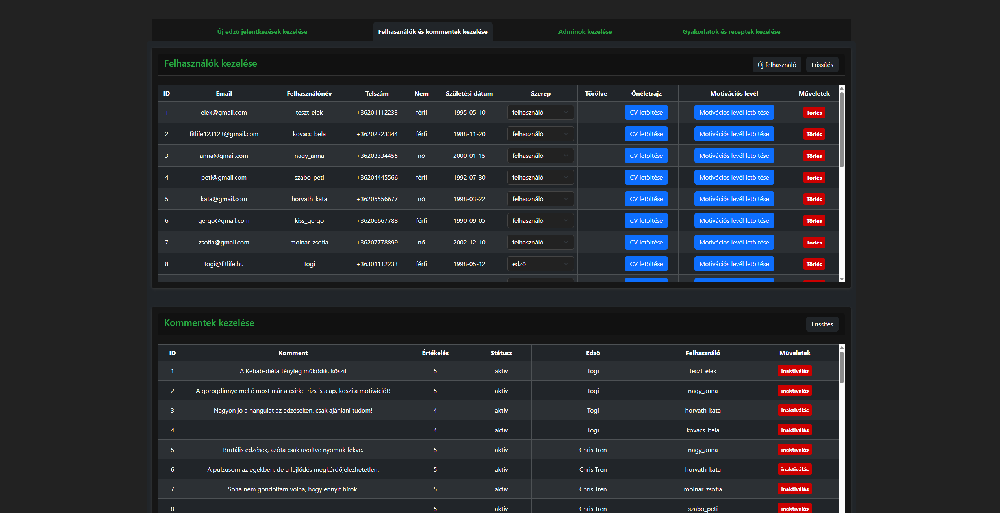 Új edző jelentkezések kezelése Felhasználók és kommentek kezelése Adminok kezelése Gyakorlatok és receptek kezelése
Felhasználók kezelése Új felhasználó Frissítés
ID Email Felhasználónév Telszám Nem Születési dátum Szerep Törölve Önéletrajz Motivációs levél Műveletek
1 elek@gmail.com teszt_elek +36201112233 férfi 1995-05-10 felhasználó CV letöltése Motivációs levél letöltése Törlés
2 fitlife123123@gmail.com kovacs_bela +36202223344 férfi 1988-11-20 felhasználó CV letöltése Motivációs levél letöltése Törlés
3 anna@gmail.com nagy_anna +36203334455 nő 2000-01-15 felhasználó CV letöltése Motivációs levél letöltése Törlés
4 peti@gmail.com szabo_peti +36204445566 férfi 1992-07-30 felhasználó CV letöltése Motivációs levél letöltése Törlés
5 kata@gmail.com horvath_kata +36205556677 nő 1998-03-22 felhasználó CV letöltése Motivációs levél letöltése Törlés
6 gergo@gmail.com kiss_gergo +36206667788 férfi 1990-09-05 felhasználó CV letöltése Motivációs levél letöltése Törlés
7 zsofia@gmail.com molnar_zsofia +36207778899 nő 2002-12-10 felhasználó CV letöltése Motivációs levél letöltése Törlés
8 togi@fitlife.hu Togi +36301112233 férfi 1998-05-12 edző CV letöltése Motivációs levél letöltése Törlés
Kommentek kezelése Frissítés
ID Komment Értékelés Státusz Edző Felhasználó Műveletek
1 A Kebab-diéta tényleg működik, köszi! 5 aktiv Togi teszt_elek inaktiválás
2 A görögdinnye mellé most már a csirke-rizs is alap, köszi a motivációt! 5 aktiv Togi nagy_anna inaktiválás
3 Nagyon jó a hangulat az edzéseken, csak ajánlani tudom! 4 aktiv Togi horvath_kata inaktiválás
4 4 aktiv Togi kovacs_bela inaktiválás
5 Brutális edzések, azóta csak üvöltve nyomok fekve. 5 aktiv Chris Tren nagy_anna inaktiválás
6 A pulzusom az egekben, de a fejlődés megkérdőjelezhetetlen. 5 aktiv Chris Tren horvath_kata inaktiválás
7 Soha nem gondoltam volna, hogy ennyit bírok. 5 aktiv Chris Tren molnar_zsofia inaktiválás
8 5 aktiv Chris Tren szabo_peti inaktiválás